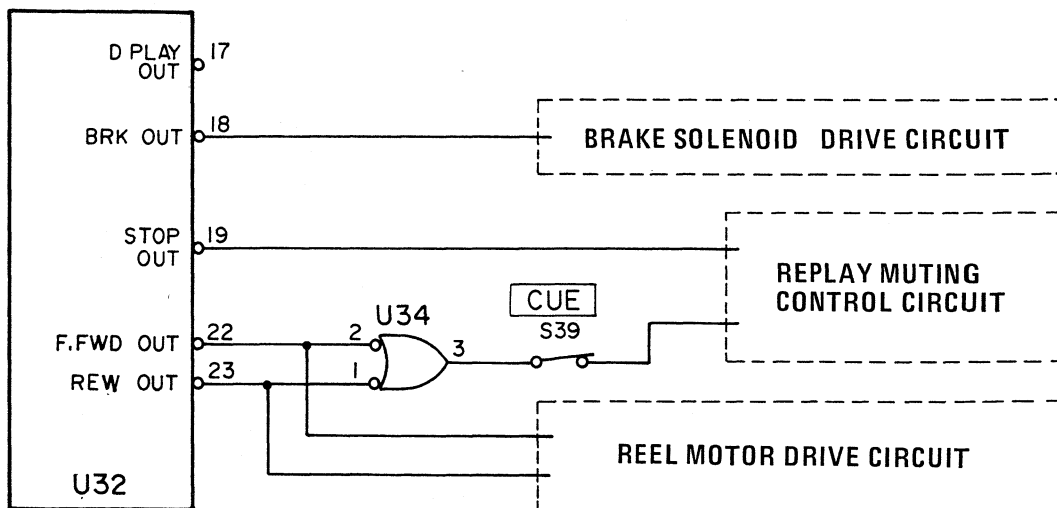 D PLAY OUT 17
BRK OUT 18
BRAKE SOLENOID DRIVE CIRCUIT
STOP OUT 19
REPLAY MUTING
CONTROL CIRCUIT
CUE
S39
U34
F.FWD OUT 22
2
3
REW OUT 23
1
REEL MOTOR DRIVE CIRCUIT
U32